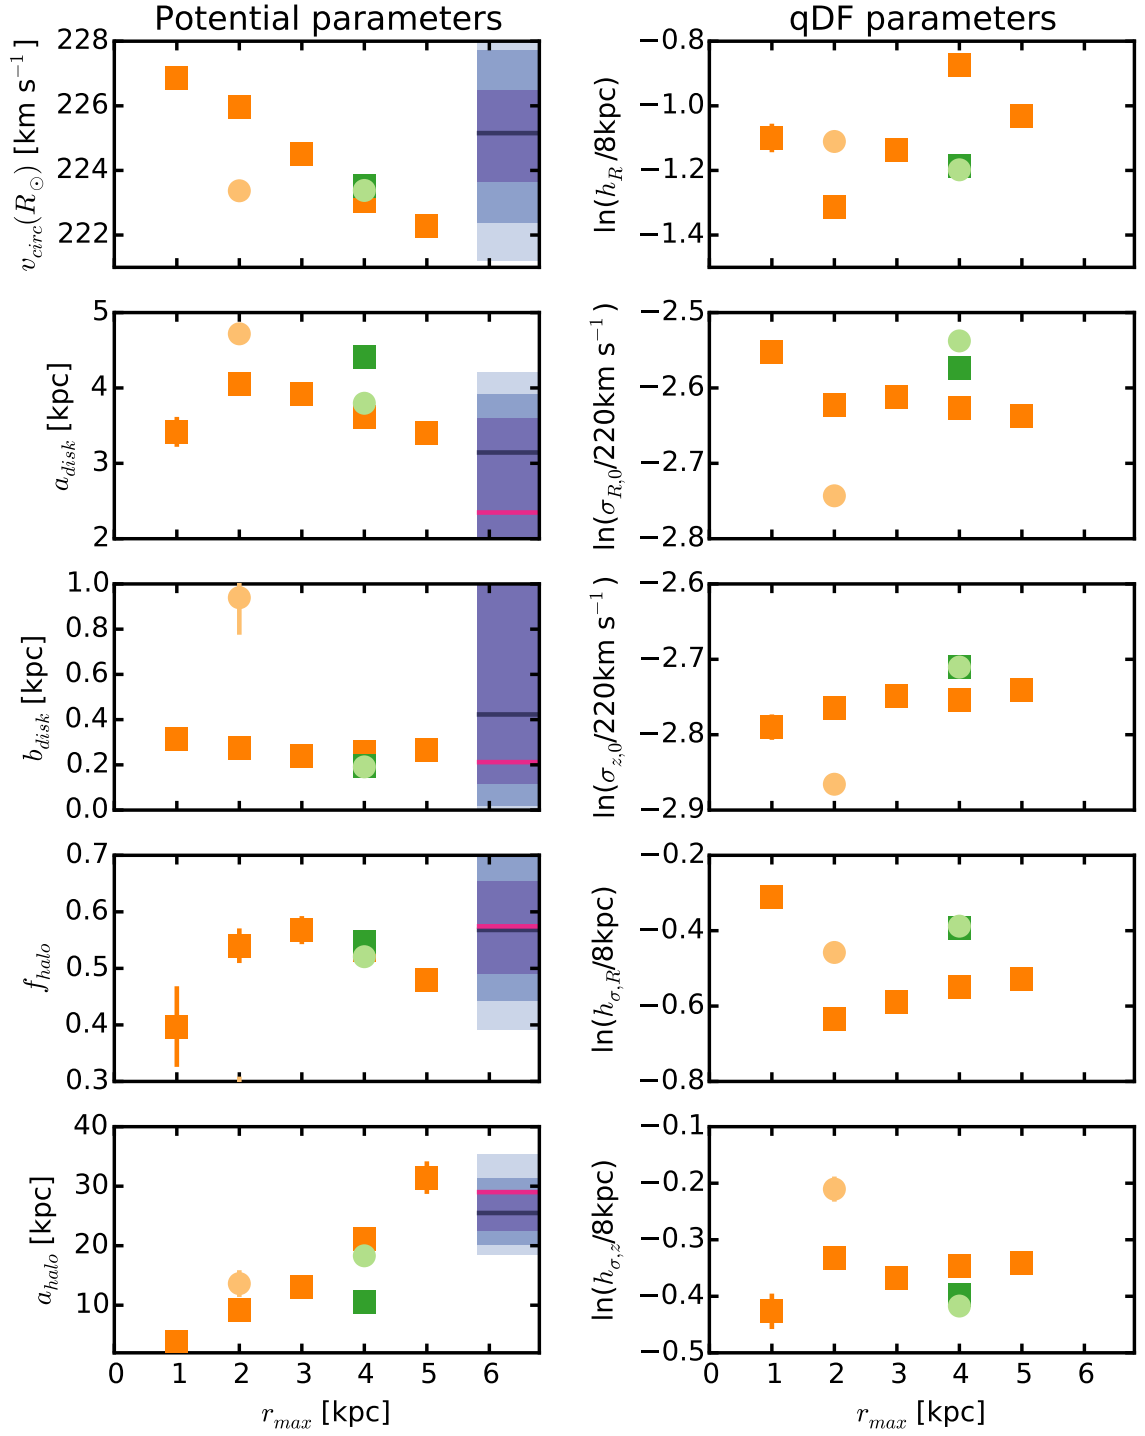 Potential parameters
qDF parameters
v_circ(R_⊙) [km s⁻¹]
228
226
224
222
ln(h_R/8kpc)
−0.8
−1.0
−1.2
−1.4
a_disk [kpc]
5
4
3
2
ln(σ_R,0/220km s⁻¹)
−2.5
−2.6
−2.7
−2.8
b_disk [kpc]
1.0
0.8
0.6
0.4
0.2
0.0
ln(σ_z,0/220km s⁻¹)
−2.6
−2.7
−2.8
−2.9
f_halo
0.7
0.6
0.5
0.4
0.3
ln(h_σ,R/8kpc)
−0.2
−0.4
−0.6
−0.8
a_halo [kpc]
40
30
20
10
0 1 2 3 4 5 6
r_max [kpc]
ln(h_σ,z/8kpc)
−0.1
−0.2
−0.3
−0.4
−0.5
0 1 2 3 4 5 6
r_max [kpc]